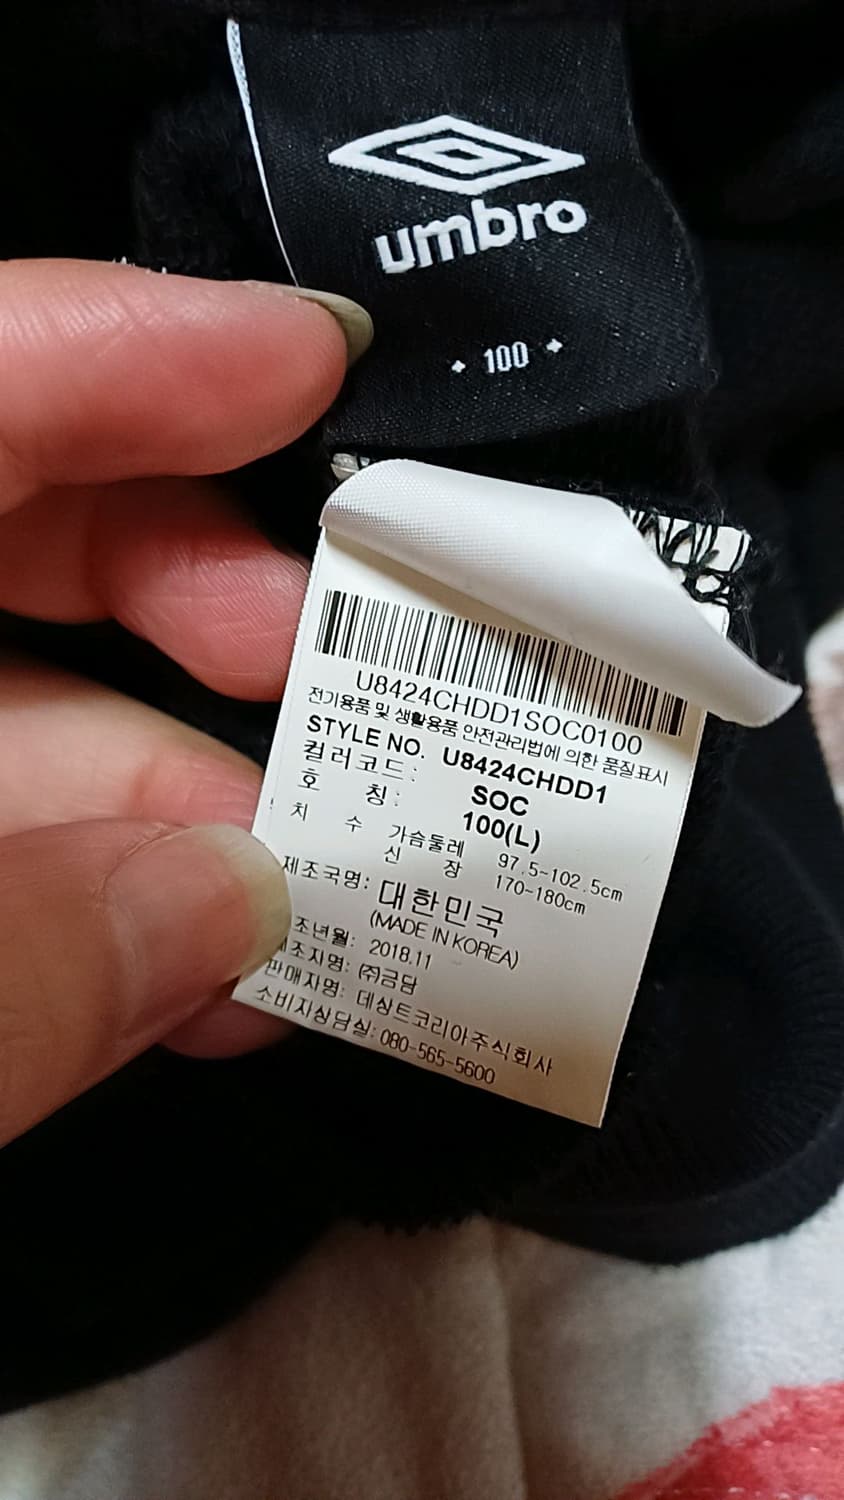 umbro
100
U8424CHDD1SOC0100
전기용품 및 생활용품 안전관리법에 의한 품질표시
STYLE NO. U8424CHDD1
컬러코드: SOC
호 칭: 100(L)
치 수 가슴둘레 97.5~102.5cm
신 장 170~180cm
제조국명: 대한민국
(MADE IN KOREA)
조년월: 2018.11
조자명: ㈜금담
판매자명: 데상트코리아주식회사
소비자상담실: 080-565-5600